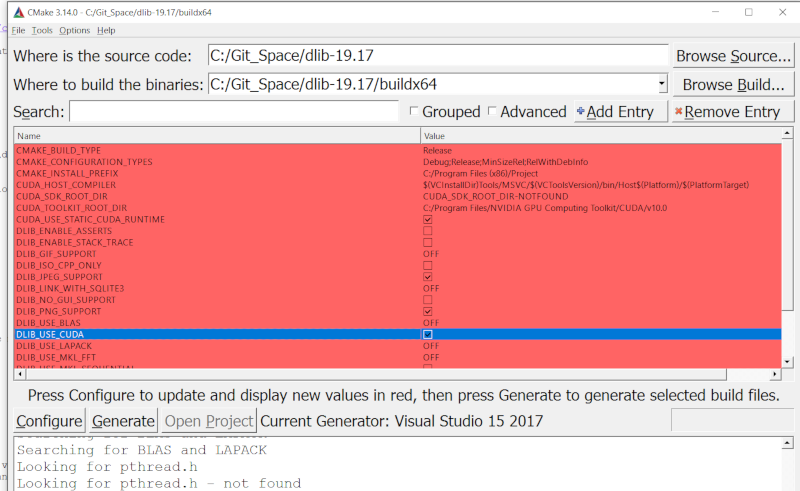 CMake 3.14.0 - C:/Git_Space/dlib-19.17/buildx64
File Tools Options Help
Where is the source code: C:/Git_Space/dlib-19.17 Browse Source...
Where to build the binaries: C:/Git_Space/dlib-19.17/buildx64 Browse Build...
Search: Grouped Advanced Add Entry Remove Entry
Name Value
CMAKE_BUILD_TYPE Release
CMAKE_CONFIGURATION_TYPES Debug;Release;MinSizeRel;RelWithDebInfo
CMAKE_INSTALL_PREFIX C:/Program Files (x86)/Project
CUDA_HOST_COMPILER $(VCInstallDir)Tools/MSVC/$(VCToolsVersion)/bin/Host$(Platform)/$(PlatformTarget)
CUDA_SDK_ROOT_DIR CUDA_SDK_ROOT_DIR-NOTFOUND
CUDA_TOOLKIT_ROOT_DIR C:/Program Files/NVIDIA GPU Computing Toolkit/CUDA/v10.0
CUDA_USE_STATIC_CUDA_RUNTIME
DLIB_ENABLE_ASSERTS
DLIB_ENABLE_STACK_TRACE
DLIB_GIF_SUPPORT OFF
DLIB_ISO_CPP_ONLY
DLIB_JPEG_SUPPORT
DLIB_LINK_WITH_SQLITE3 OFF
DLIB_NO_GUI_SUPPORT
DLIB_PNG_SUPPORT
DLIB_USE_BLAS OFF
DLIB_USE_CUDA
DLIB_USE_LAPACK OFF
DLIB_USE_MKL_FFT OFF
DLIB_USE_MKL_SEQUENTIAL
Press Configure to update and display new values in red, then press Generate to generate selected build files.
Configure Generate Open Project Current Generator: Visual Studio 15 2017
Searching for BLAS and LAPACK
Searching for BLAS and LAPACK
Looking for pthread.h
Looking for pthread.h - not found